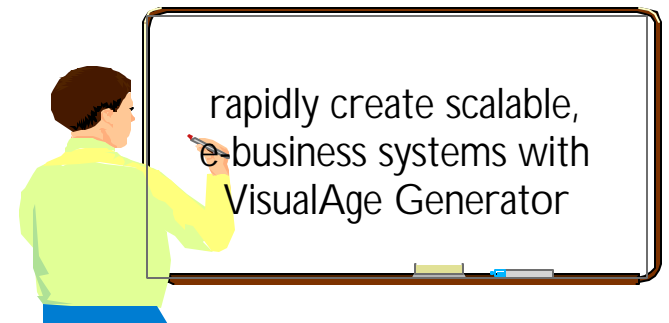 rapidly create scalable,
e-business systems with
VisualAge Generator